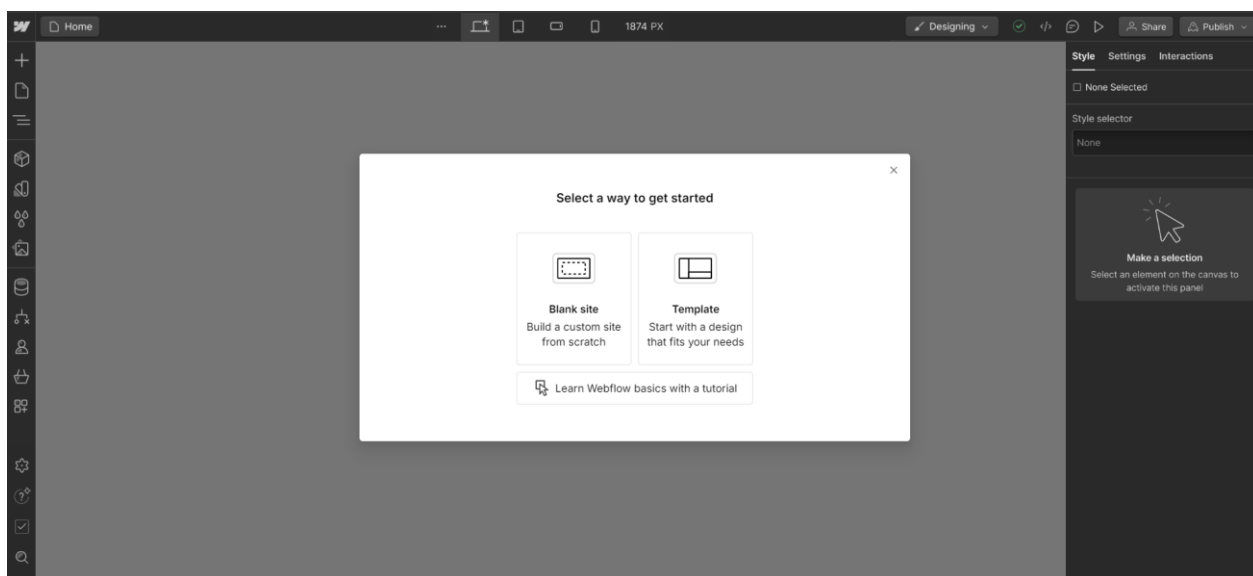 Home
1874 PX
Designing
Share
Publish
Style Settings Interactions
None Selected
Style selector
None
Select a way to get started
Blank site
Build a custom site
from scratch
Template
Start with a design
that fits your needs
Learn Webflow basics with a tutorial
Make a selection
Select an element on the canvas to
activate this panel